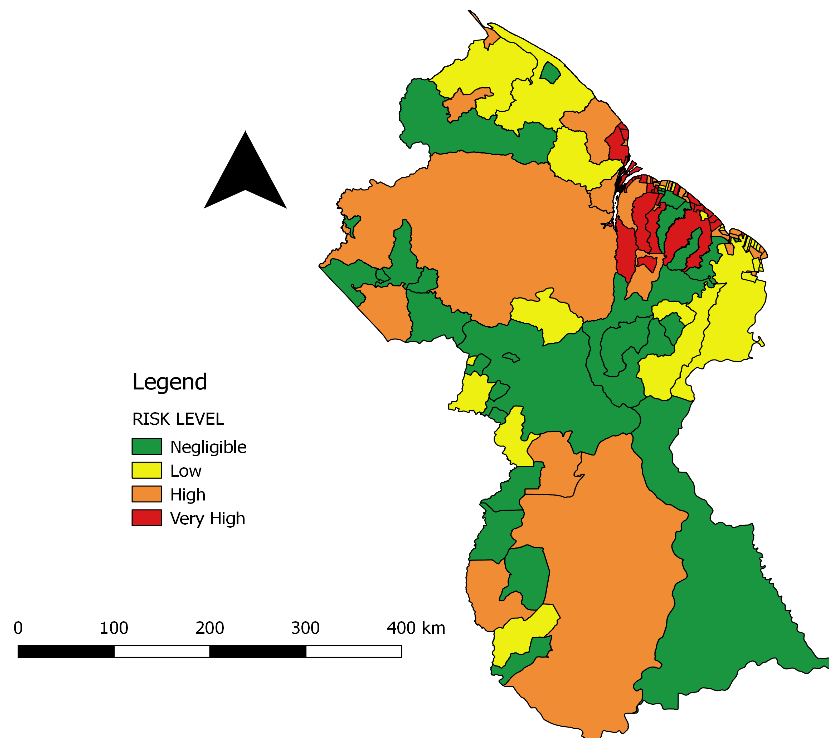 Legend
RISK LEVEL
Negligible
Low
High
Very High
0 100 200 300 400 km